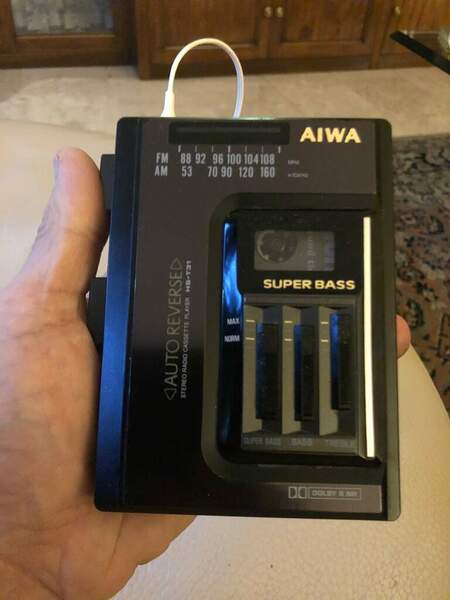 AIWA
FM 88 92 96 100 104 108 MHz
AM 53 70 90 120 160
SUPER BASS
◁AUTO REVERSE▷
STEREO RADIO CASSETTE PLAYER HS-T31
MAX
NORM
SUPER BASS BASS TREBLE
DOLBY B NR